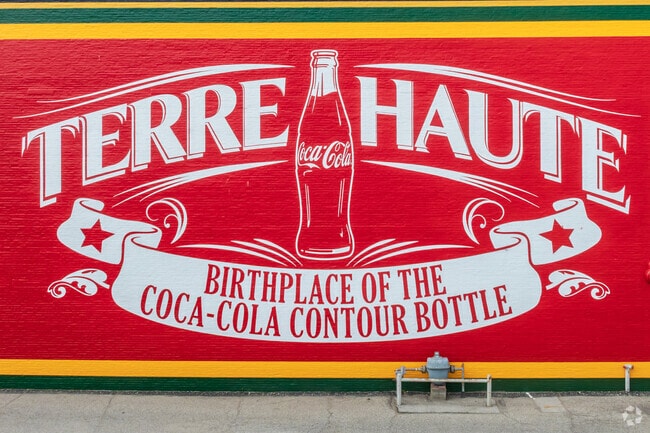 TERRE HAUTE
Coca-Cola
BIRTHPLACE OF THE
COCA-COLA CONTOUR BOTTLE